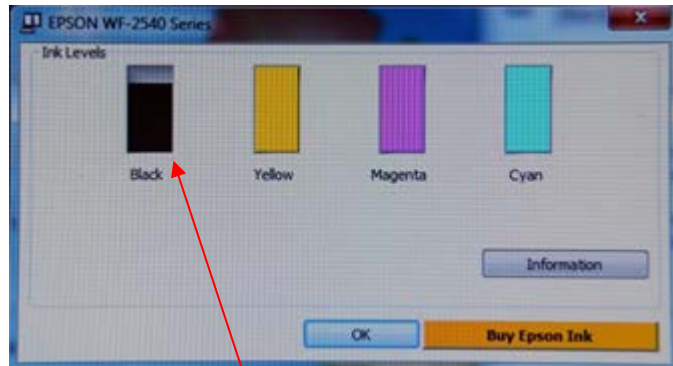 EPSON WF-2540 Series
Ink Levels
Black Yellow Magenta Cyan
Information
OK Buy Epson Ink